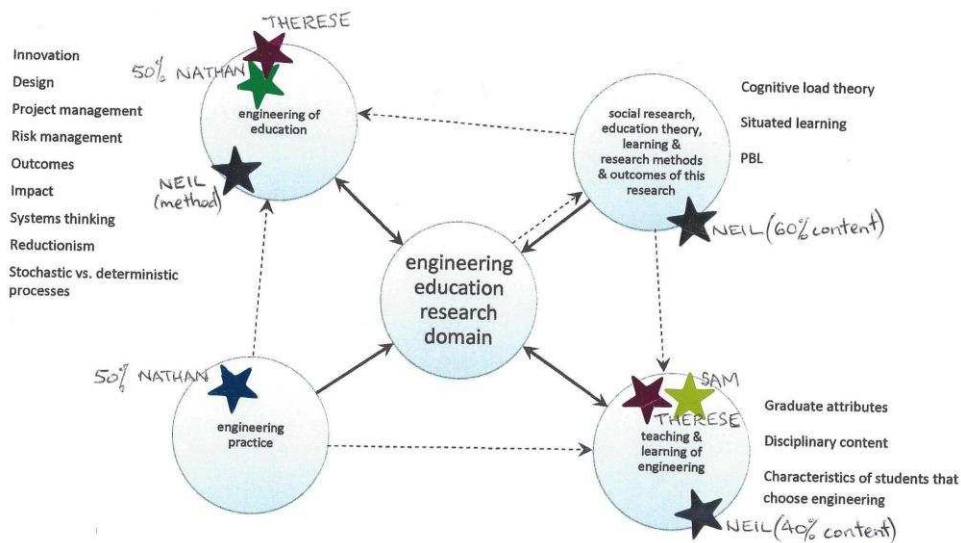 THERESE
50% NATHAN
engineering of
education
NEIL
(method)
Innovation
Design
Project management
Risk management
Outcomes
Impact
Systems thinking
Reductionism
Stochastic vs. deterministic
processes
social research,
education theory,
learning &
research methods
& outcomes of this
research
Cognitive load theory
Situated learning
PBL
NEIL (60% content)
engineering
education
research
domain
50% NATHAN
engineering
practice
SAM
THERESE
teaching &
learning of
engineering
Graduate attributes
Disciplinary content
Characteristics of students that
choose engineering
NEIL (40% content)